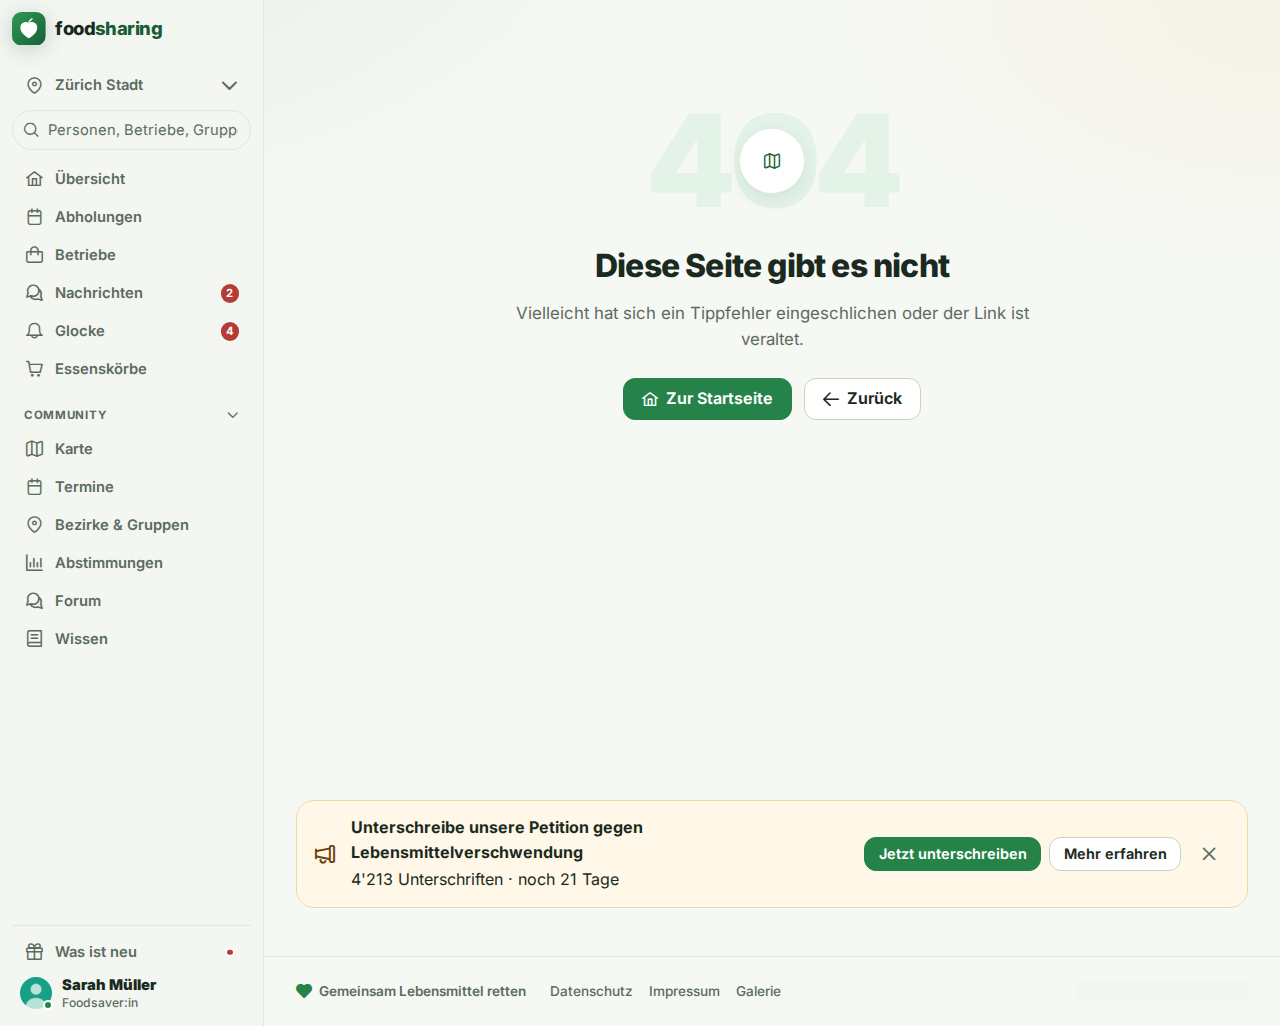 foodsharing
Zürich Stadt
Personen, Betriebe, Grupp
Übersicht
Abholungen
Betriebe
Nachrichten 2
Glocke 4
Essenskörbe
COMMUNITY
Karte
Termine
Bezirke & Gruppen
Abstimmungen
Forum
Wissen
Was ist neu
Sarah Müller
Foodsaver:in
404
Diese Seite gibt es nicht
Vielleicht hat sich ein Tippfehler eingeschlichen oder der Link ist
veraltet.
Zur Startseite Zurück
Unterschreibe unsere Petition gegen
Lebensmittelverschwendung
4'213 Unterschriften · noch 21 Tage
Jetzt unterschreiben Mehr erfahren
Gemeinsam Lebensmittel retten Datenschutz Impressum Galerie